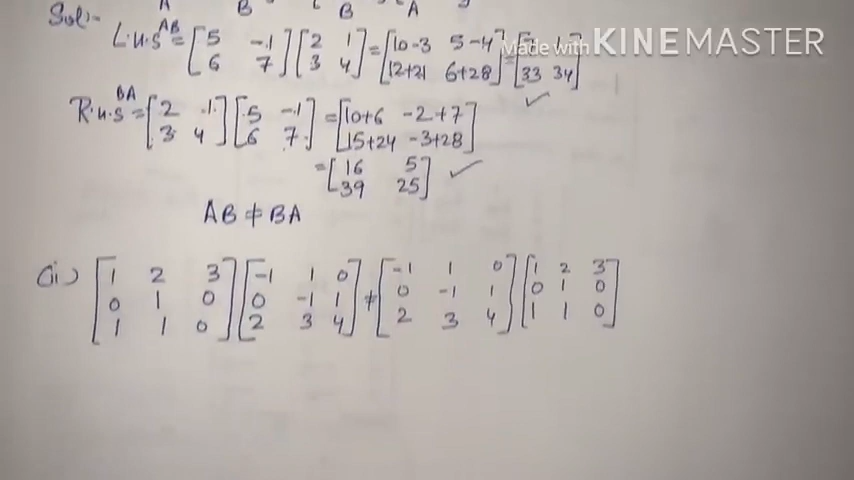 A B B A
Sol:-
L.H.S AB = [5 -1 6 7] [2 1 3 4] = [10-3 5-4 12+21 6+28] = [7 1 33 34]
Made with KINEMASTER
R.H.S BA = [2 1 3 4] [5 -1 6 7] = [10+6 -2+7 15+24 -3+28]
= [16 5 39 25]
AB ≠ BA
(ii) [1 2 3 0 1 0 1 1 0] [-1 1 0 0 -1 1 2 3 4] ≠ [-1 1 0 0 -1 1 2 3 4] [1 2 3 0 1 0 1 1 0]